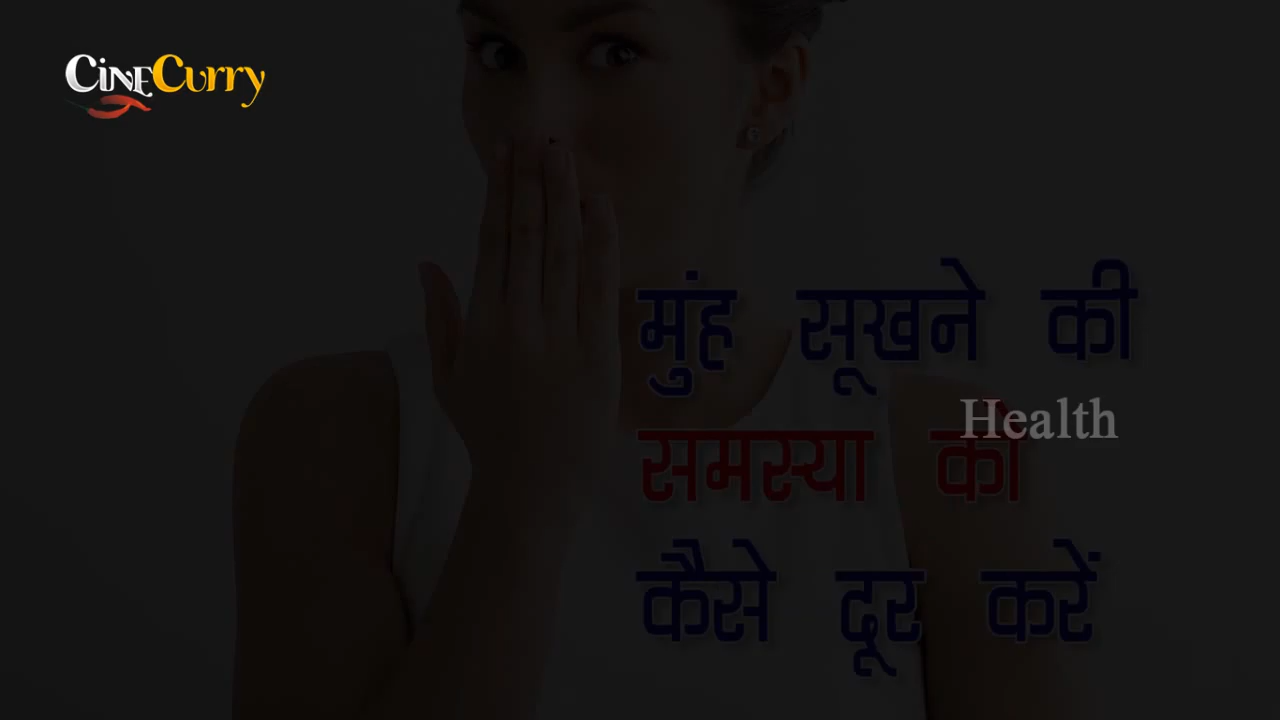 CineCurry
मुंह सूखने की
Health
समस्या को
कैसे दूर करें